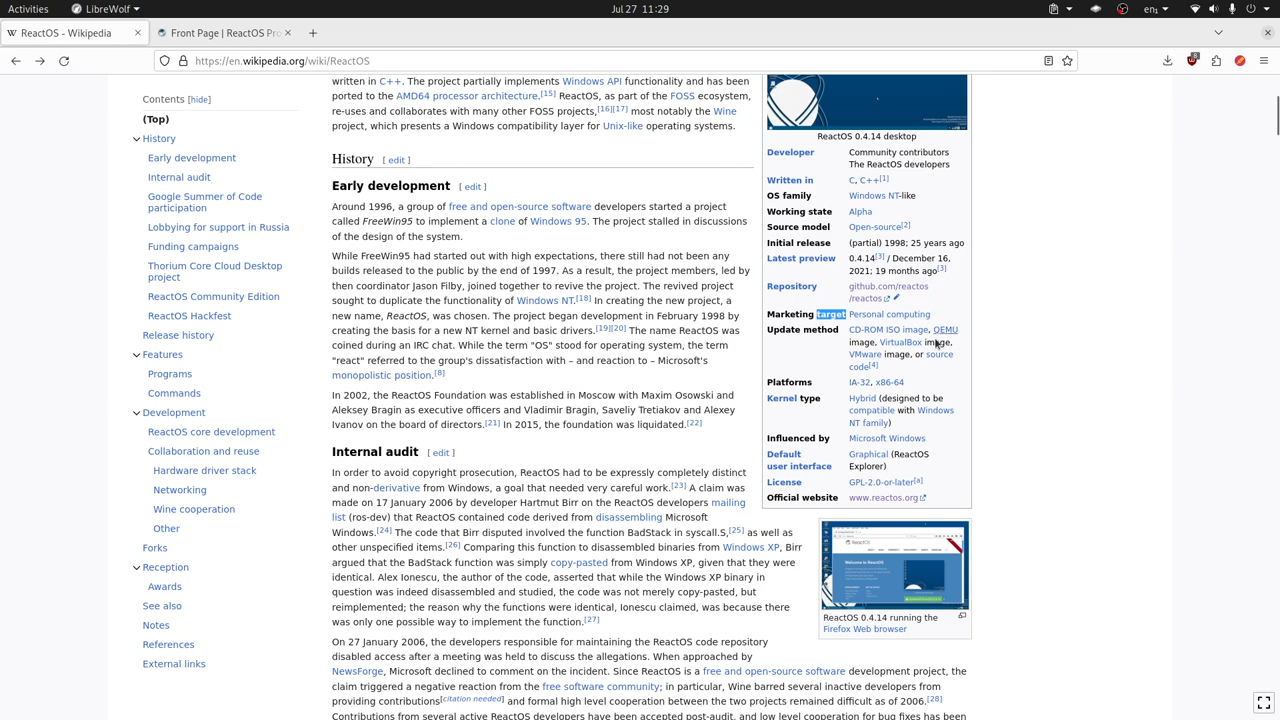 Activities
LibreWolf
Jul 27 11:29
en
ReactOS - Wikipedia
Front Page | ReactOS Pro
https://en.wikipedia.org/wiki/ReactOS
8
Contents [hide]
(Top)
History
Early development
Internal audit
Google Summer of Code
participation
Lobbying for support in Russia
Funding campaigns
Thorium Core Cloud Desktop
project
ReactOS Community Edition
ReactOS Hackfest
Release history
Features
Programs
Commands
Development
ReactOS core development
Collaboration and reuse
Hardware driver stack
Networking
Wine cooperation
Other
Forks
Reception
Awards
See also
Notes
References
External links
written in C++. The project partially implements Windows API functionality and has been
ported to the AMD64 processor architecture.[15] ReactOS, as part of the FOSS ecosystem,
re-uses and collaborates with many other FOSS projects,[16][17] most notably the Wine
project, which presents a Windows compatibility layer for Unix-like operating systems.
History [ edit ]
Early development [ edit ]
Around 1996, a group of free and open-source software developers started a project
called FreeWin95 to implement a clone of Windows 95. The project stalled in discussions
of the design of the system.
While FreeWin95 had started out with high expectations, there still had not been any
builds released to the public by the end of 1997. As a result, the project members, led by
then coordinator Jason Filby, joined together to revive the project. The revived project
sought to duplicate the functionality of Windows NT.[18] In creating the new project, a
new name, ReactOS, was chosen. The project began development in February 1998 by
creating the basis for a new NT kernel and basic drivers.[19][20] The name ReactOS was
coined during an IRC chat. While the term "OS" stood for operating system, the term
"react" referred to the group's dissatisfaction with – and reaction to – Microsoft's
monopolistic position.[8]
In 2002, the ReactOS Foundation was established in Moscow with Maxim Osowski and
Aleksey Bragin as executive officers and Vladimir Bragin, Saveliy Tretiakov and Alexey
Ivanov on the board of directors.[21] In 2015, the foundation was liquidated.[22]
Internal audit [ edit ]
In order to avoid copyright prosecution, ReactOS had to be expressly completely distinct
and non-derivative from Windows, a goal that needed very careful work.[23] A claim was
made on 17 January 2006 by developer Hartmut Birr on the ReactOS developers mailing
list (ros-dev) that ReactOS contained code derived from disassembling Microsoft
Windows.[24] The code that Birr disputed involved the function BadStack in syscall.S,[25] as well as
other unspecified items.[26] Comparing this function to disassembled binaries from Windows XP, Birr
argued that the BadStack function was simply copy-pasted from Windows XP, given that they were
identical. Alex Ionescu, the author of the code, asserted that while the Windows XP binary in
question was indeed disassembled and studied, the code was not merely copy-pasted, but
reimplemented; the reason why the functions were identical, Ionescu claimed, was because there
was only one possible way to implement the function.[27]
On 27 January 2006, the developers responsible for maintaining the ReactOS code repository
disabled access after a meeting was held to discuss the allegations. When approached by
NewsForge, Microsoft declined to comment on the incident. Since ReactOS is a free and open-source software development project, the
claim triggered a negative reaction from the free software community; in particular, Wine barred several inactive developers from
providing contributions[citation needed] and formal high level cooperation between the two projects remained difficult as of 2006.[28]
Contributions from several active ReactOS developers have been accepted post-audit, and low level cooperation for bug fixes has been
ReactOS 0.4.14 desktop
Developer Community contributors
The ReactOS developers
Written in C, C++[1]
OS family Windows NT-like
Working state Alpha
Source model Open-source[2]
Initial release (partial) 1998; 25 years ago
Latest preview 0.4.14[3] / December 16,
2021; 19 months ago[3]
Repository github.com/reactos
/reactos
Marketing target Personal computing
Update method CD-ROM ISO image, QEMU
image, VirtualBox image,
VMware image, or source
code[4]
Platforms IA-32, x86-64
Kernel type Hybrid (designed to be
compatible with Windows
NT family)
Influenced by Microsoft Windows
Default Graphical (ReactOS
user interface Explorer)
License GPL-2.0-or-later[a]
Official website www.reactos.org
ReactOS 0.4.14 running the
Firefox Web browser